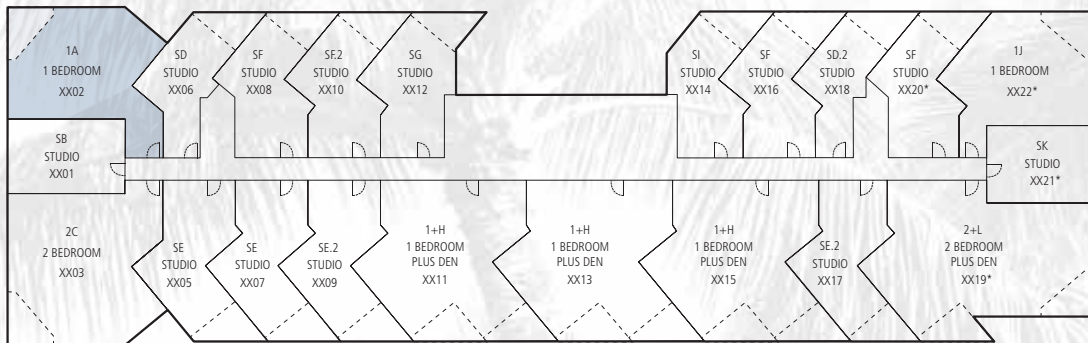 1A
1 BEDROOM
XX02
SD
STUDIO
XX06
SF
STUDIO
XX08
SF.2
STUDIO
XX10
SG
STUDIO
XX12
SI
STUDIO
XX14
SF
STUDIO
XX16
SD.2
STUDIO
XX18
SF
STUDIO
XX20*
1J
1 BEDROOM
XX22*
SB
STUDIO
XX01
SK
STUDIO
XX21*
2C
2 BEDROOM
XX03
SE
STUDIO
XX05
SE
STUDIO
XX07
SE.2
STUDIO
XX09
1+H
1 BEDROOM
PLUS DEN
XX11
1+H
1 BEDROOM
PLUS DEN
XX13
1+H
1 BEDROOM
PLUS DEN
XX15
SE.2
STUDIO
XX17
2+L
2 BEDROOM
PLUS DEN
XX19*